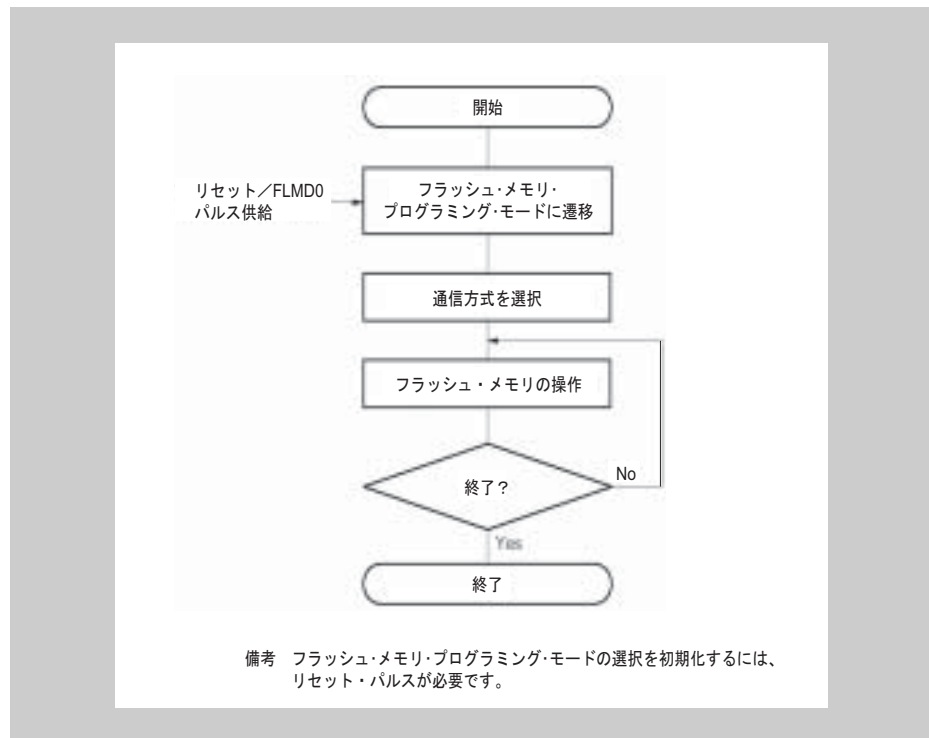 開始
リセット／FLMD0
パルス供給
フラッシュ・メモリ・
プログラミング・モードに遷移
通信方式を選択
フラッシュ・メモリの操作
終了？
No
Yes
終了
備考　フラッシュ・メモリ・プログラミング・モードの選択を初期化するには、
リセット・パルスが必要です。